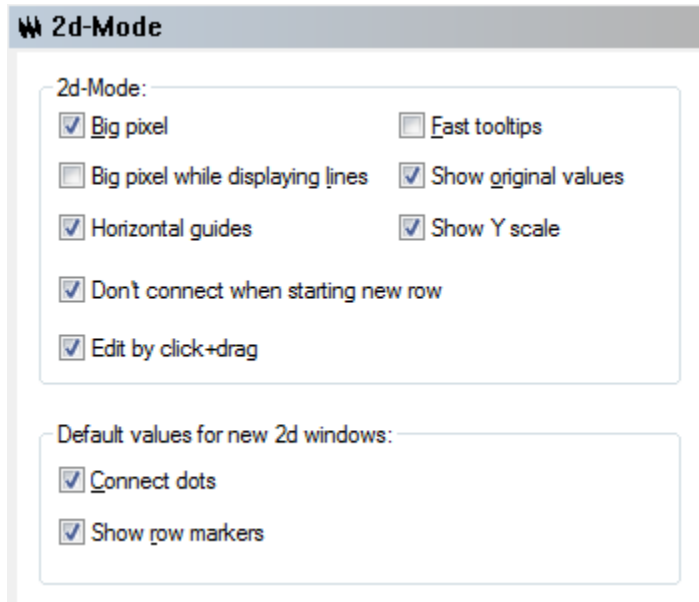 2d-Mode
2d-Mode:
Big pixel
Fast tooltips
Big pixel while displaying lines
Show original values
Horizontal guides
Show Y scale
Don't connect when starting new row
Edit by click+drag
Default values for new 2d windows:
Connect dots
Show row markers